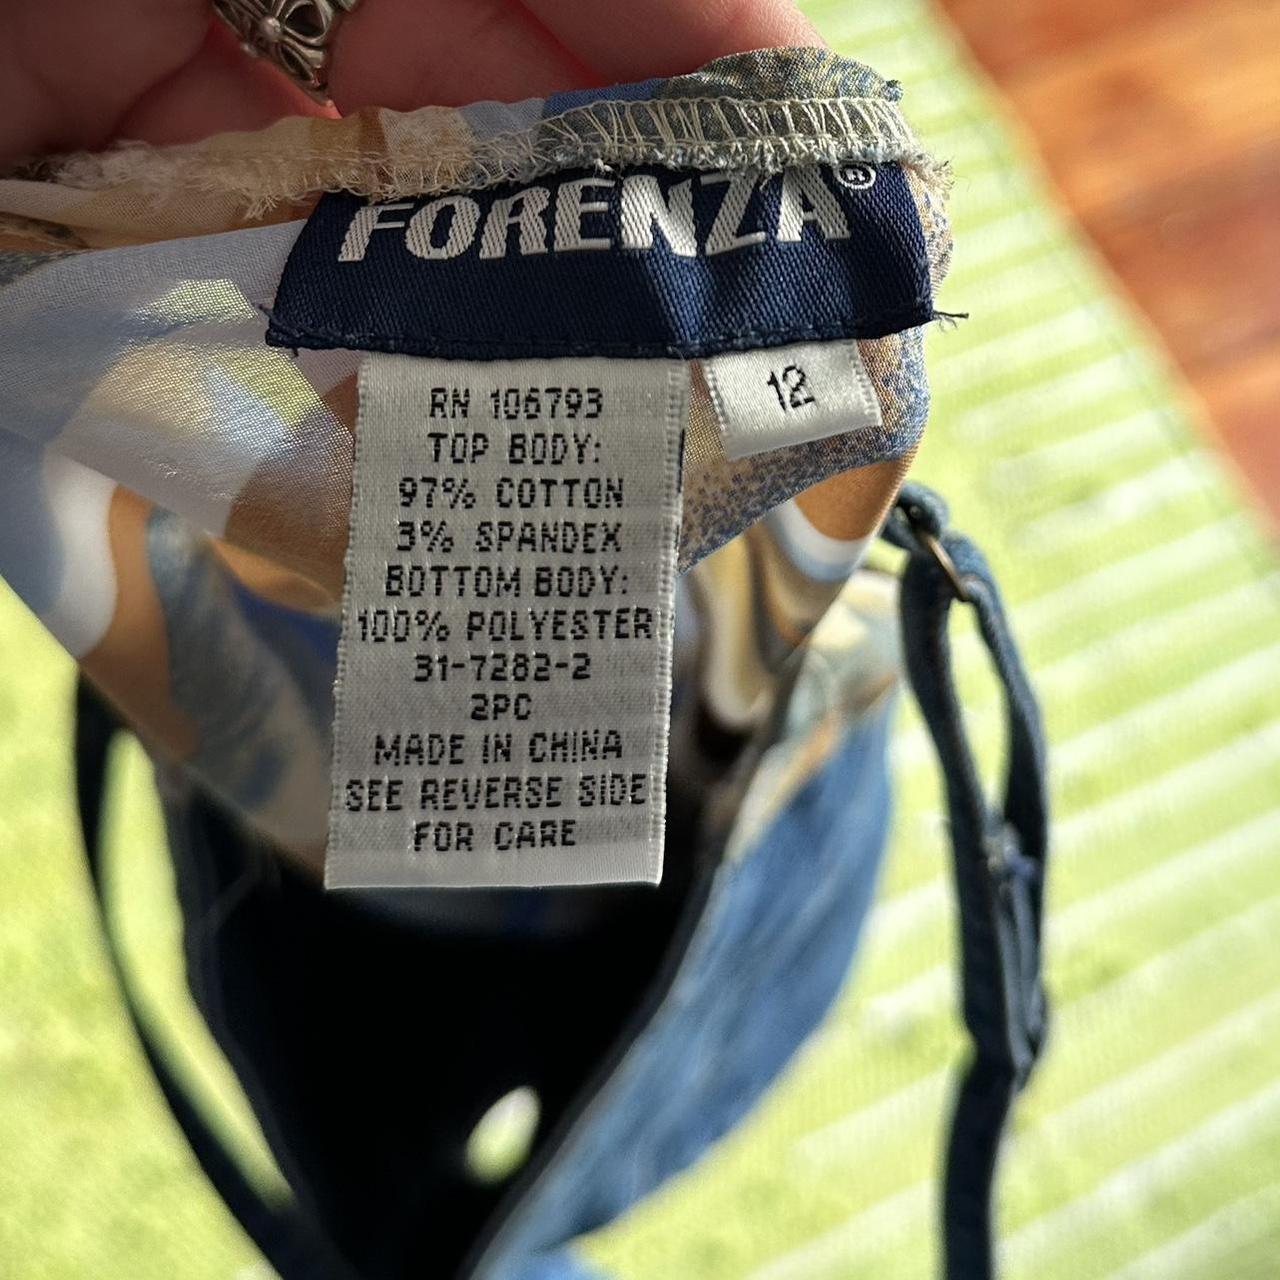 FORENZA®
12
RN 106793
TOP BODY:
97% COTTON
3% SPANDEX
BOTTOM BODY:
100% POLYESTER
31-7282-2
2PC
MADE IN CHINA
SEE REVERSE SIDE
FOR CARE